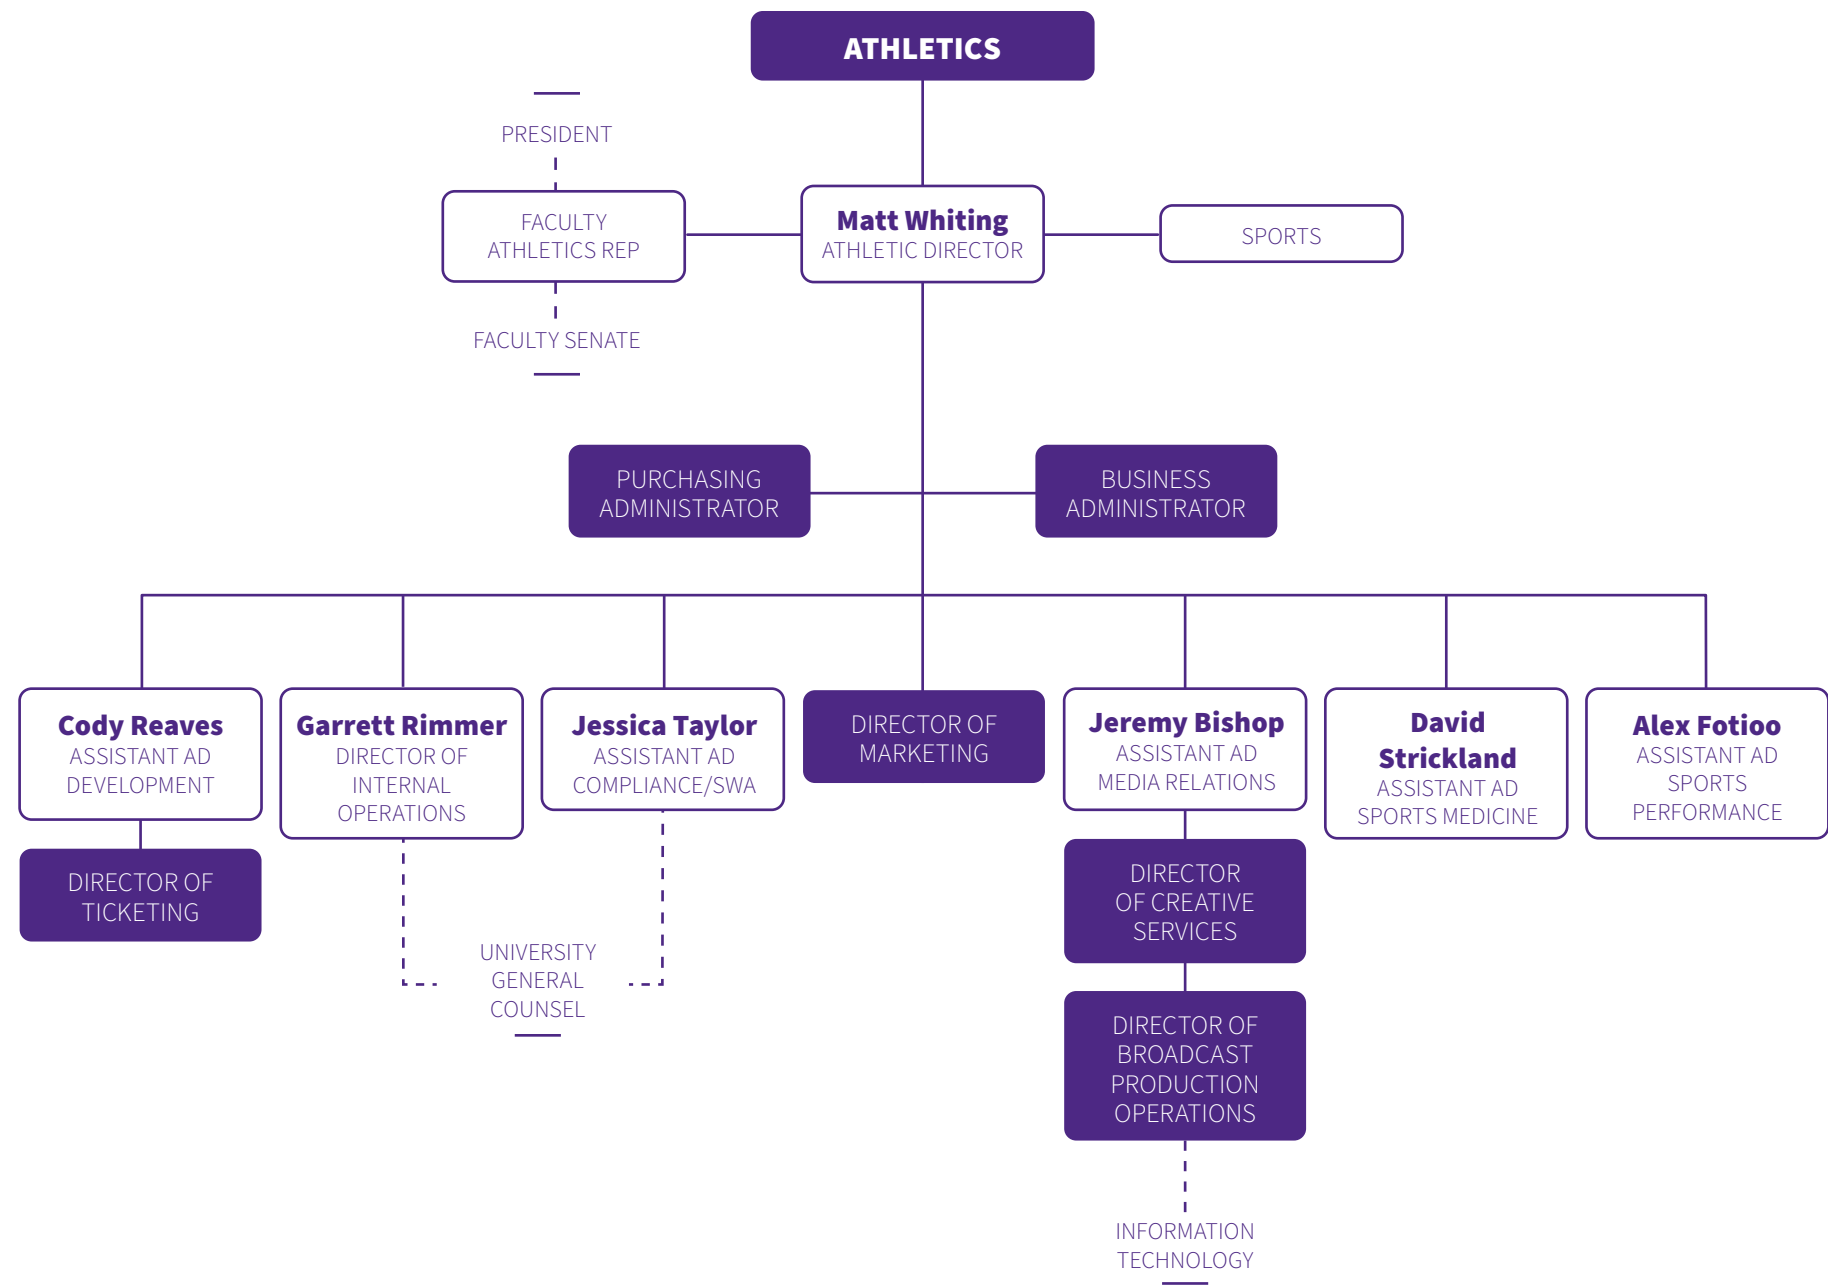 ATHLETICS
PRESIDENT
FACULTY
ATHLETICS REP
FACULTY SENATE
Matt Whiting
ATHLETIC DIRECTOR
SPORTS
PURCHASING
ADMINISTRATOR
BUSINESS
ADMINISTRATOR
Cody Reaves
ASSISTANT AD
DEVELOPMENT
DIRECTOR OF
TICKETING
Garrett Rimmer
DIRECTOR OF
INTERNAL
OPERATIONS
Jessica Taylor
ASSISTANT AD
COMPLIANCE/SWA
UNIVERSITY
GENERAL
COUNSEL
DIRECTOR OF
MARKETING
Jeremy Bishop
ASSISTANT AD
MEDIA RELATIONS
DIRECTOR
OF CREATIVE
SERVICES
DIRECTOR OF
BROADCAST
PRODUCTION
OPERATIONS
INFORMATION
TECHNOLOGY
David
Strickland
ASSISTANT AD
SPORTS MEDICINE
Alex Fotioo
ASSISTANT AD
SPORTS
PERFORMANCE